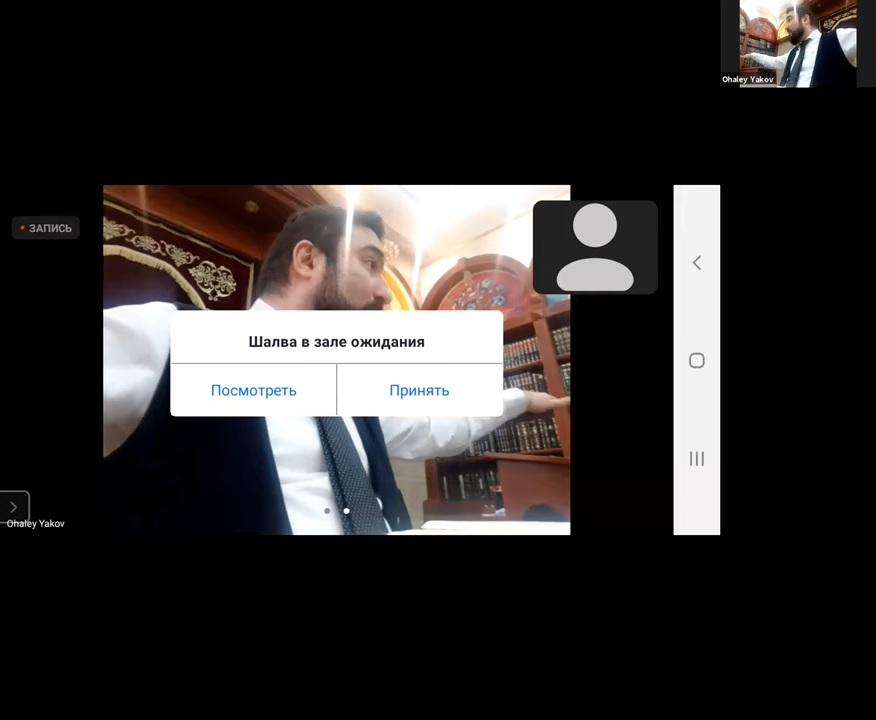 Ohaley Yakov
ЗАПИСЬ
Шалва в зале ожидания
Посмотреть
Принять
Ohaley Yakov